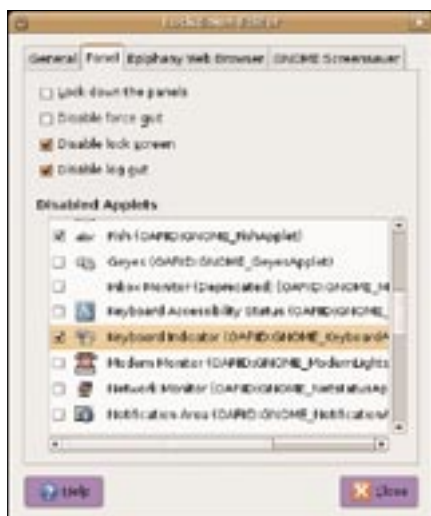 Lockdown Editor
General Panel Epiphany Web Browser GNOME Screensaver
Lock down the panels
Disable force quit
Disable lock screen
Disable log out
Disabled Applets
Fish (OAFIID:GNOME_FishApplet)
Geyes (OAFIID:GNOME_GeyesApplet)
Inbox Monitor (Deprecated) (OAFIID:GNOME_M
Keyboard Accessibility Status (OAFIID:GNOME_
Keyboard Indicator (OAFIID:GNOME_KeyboardA
Modem Monitor (OAFIID:GNOME_ModemLights
Network Monitor (OAFIID:GNOME_NetstatusAp
Notification Area (OAFIID:GNOME_Notification
Help Close